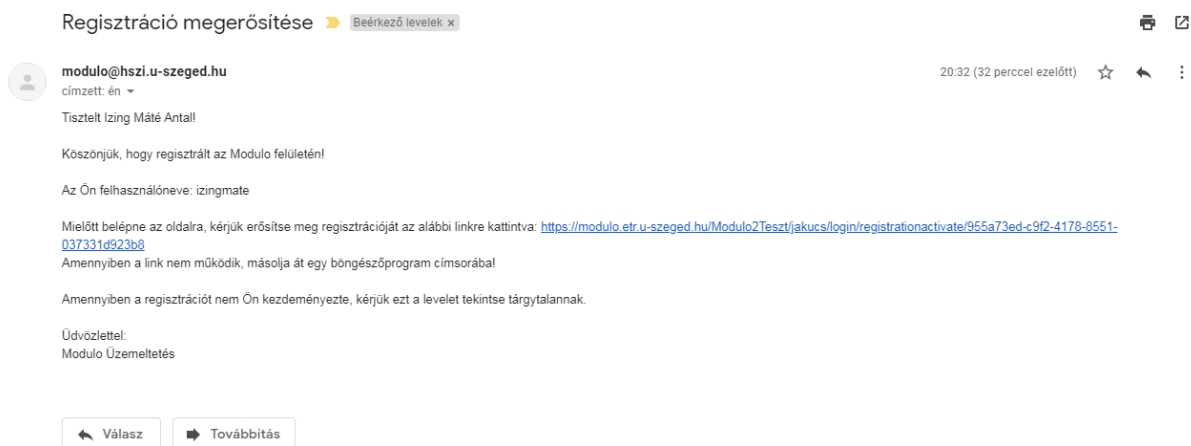 Regisztráció megerősítése Beérkező levelek x
modulo@hszi.u-szeged.hu 20:32 (32 perccel ezelőtt)
címzett: én
Tisztelt Izing Máté Antal!
Köszönjük, hogy regisztrált az Modulo felületén!
Az Ön felhasználóneve: izingmate
Mielőtt belépne az oldalra, kérjük erősítse meg regisztrációját az alábbi linkre kattintva: https://modulo.etr.u-szeged.hu/Modulo2Teszt/jakucs/login/registrationactivate/955a73ed-c9f2-4178-8551-
037331d923b8
Amennyiben a link nem működik, másolja át egy böngészőprogram címsorába!
Amennyiben a regisztrációt nem Ön kezdeményezte, kérjük ezt a levelet tekintse tárgytalannak.
Üdvözlettel:
Modulo Üzemeltetés
Válasz Továbbítás